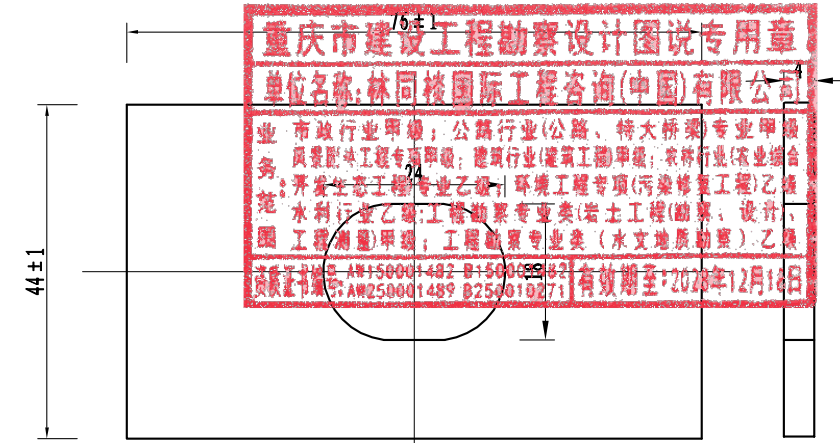 76±1
重庆市建设工程勘察设计图说专用章
4
单位名称:林同棪国际工程咨询(中国)有限公司
业务范围:
市政行业甲级；公路行业(公路、特大桥梁)专业甲级
风景园林工程专项甲级；建筑行业(建筑工程)甲级；农林行业(农业综合
开发生态工程)专业乙级；环境工程专项(污染修复工程)乙级
水利行业乙级;工程勘察专业类(岩土工程(勘察、设计)、
工程测量)甲级；工程勘察专业类（水文地质勘察）乙级
24
44±1
18
资质证书编号:
AW150001482
AW250001489 B250010271
有效期至:2028年12月